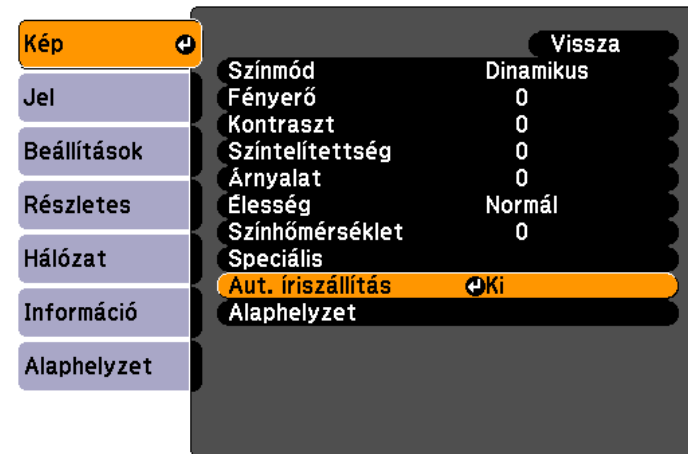 Kép
Jel
Beállítások
Részletes
Hálózat
Információ
Alaphelyzet
Vissza
Színmód Dinamikus
Fényerő 0
Kontraszt 0
Színtelítettség 0
Árnyalat 0
Élesség Normál
Színhőmérséklet 0
Speciális
Aut. íriszállítás Ki
Alaphelyzet